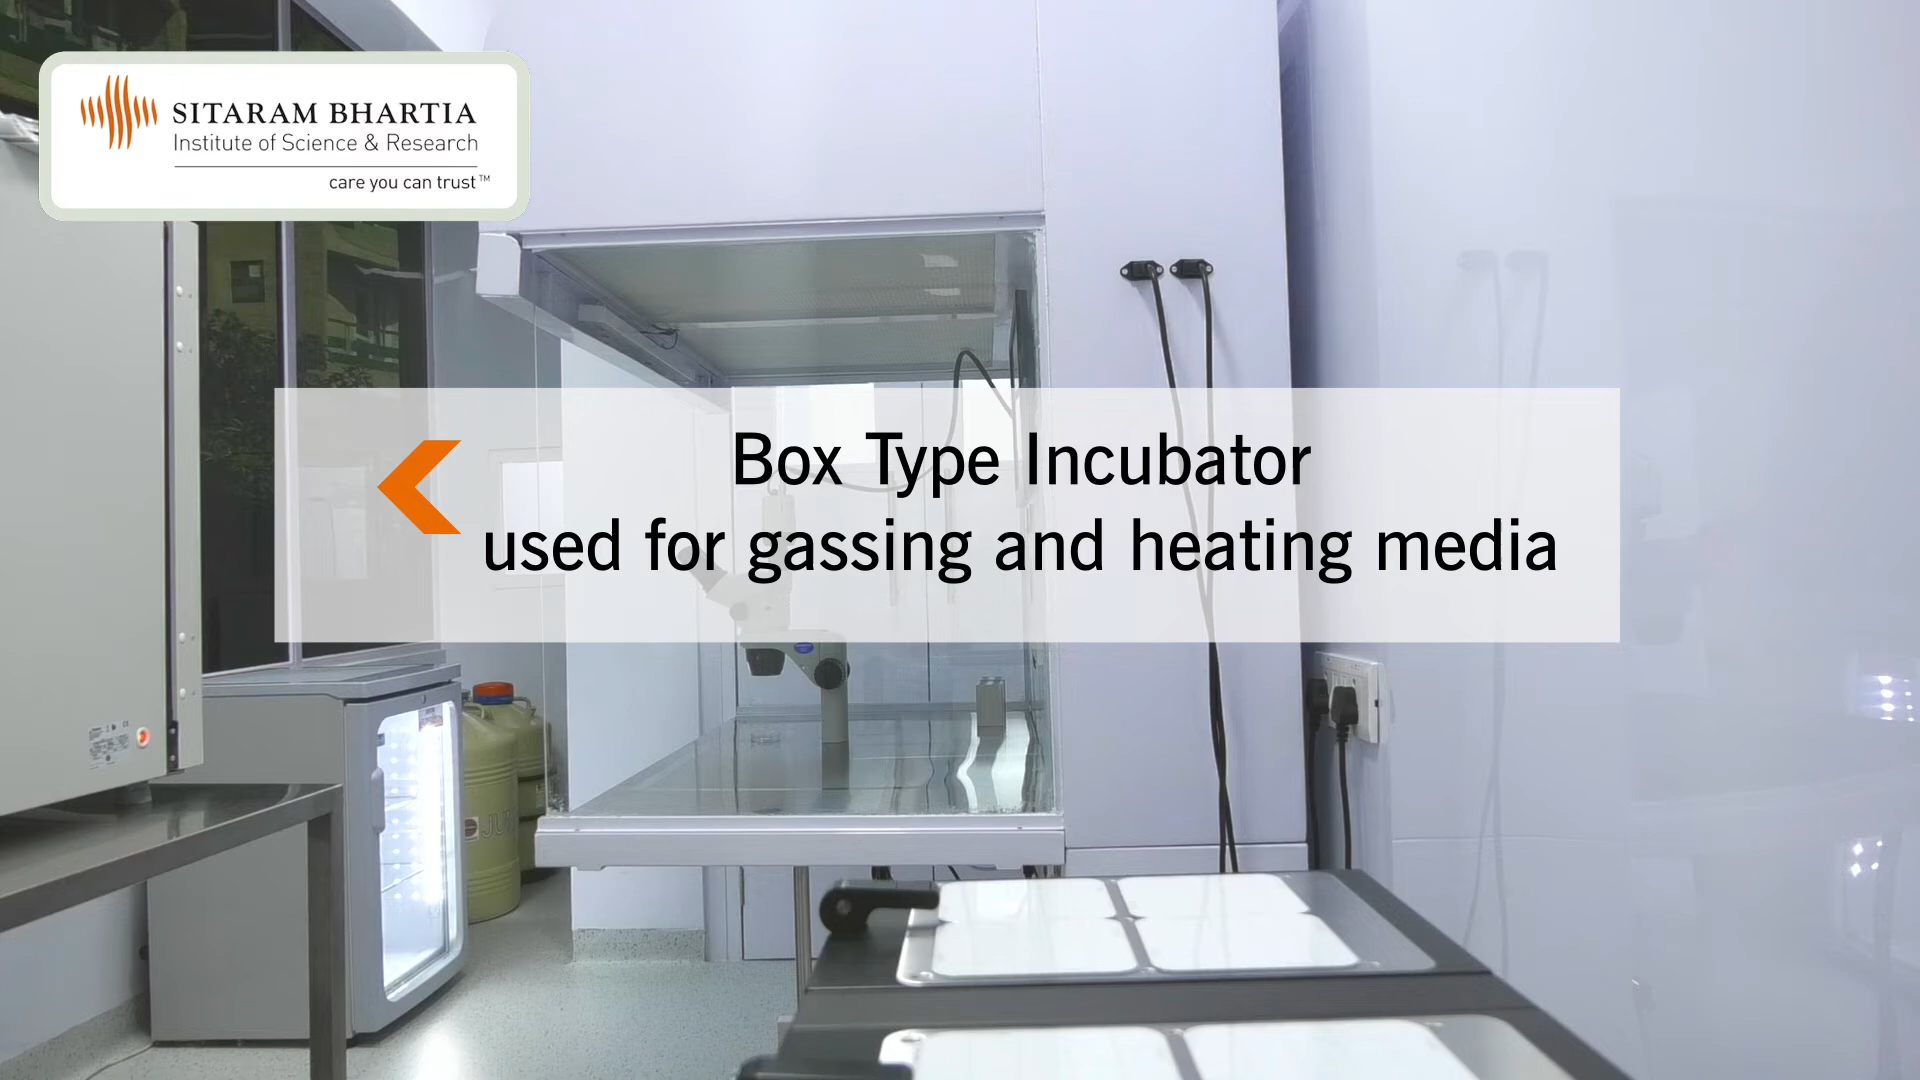 SITARAM BHARTIA
Institute of Science & Research
care you can trust™
Box Type Incubator
used for gassing and heating media